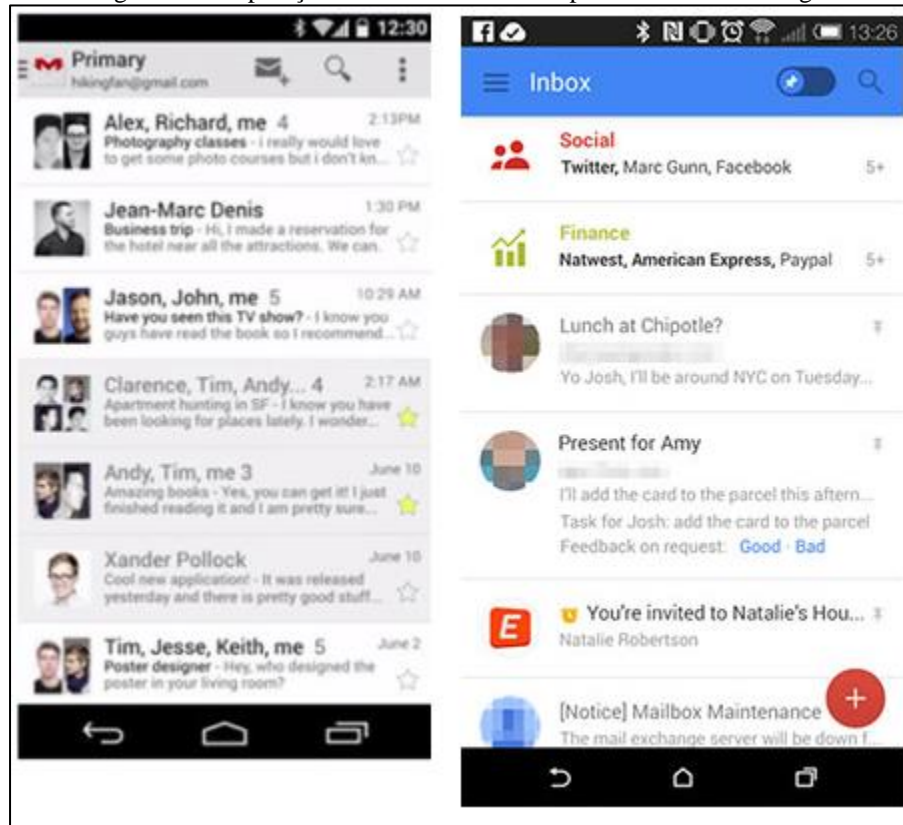 12:30
Primary
hikingfan@gmail.com
Alex, Richard, me 4 2:13PM
Photography classes - i really would love
to get some photo courses but i don't kn...
Jean-Marc Denis 1:30 PM
Business trip - Hi, I made a reservation for
the hotel near all the attractions. We can.
Jason, John, me 5 10:29 AM
Have you seen this TV show? - I know you
guys have read the book so I recommend...
Clarence, Tim, Andy... 4 2:17 AM
Apartment hunting in SF - I know you have
been looking for places lately. I wonder...
Andy, Tim, me 3 June 10
Amazing books - Yes, you can get it! I just
finished reading it and I am pretty sure...
Xander Pollock June 10
Cool new application! - It was released
yesterday and there is pretty good stuff...
Tim, Jesse, Keith, me 5 June 2
Poster designer - Hey, who designed the
poster in your living room?
13:26
Inbox
Social
Twitter, Marc Gunn, Facebook 5+
Finance
Natwest, American Express, Paypal 5+
Lunch at Chipotle?
Yo Josh, I'll be around NYC on Tuesday...
Present for Amy
I'll add the card to the parcel this aftern...
Task for Josh: add the card to the parcel
Feedback on request: Good · Bad
E
You're invited to Natalie's Hou...
Natalie Robertson
[Notice] Mailbox Maintenance
The mail exchange server will be down f...